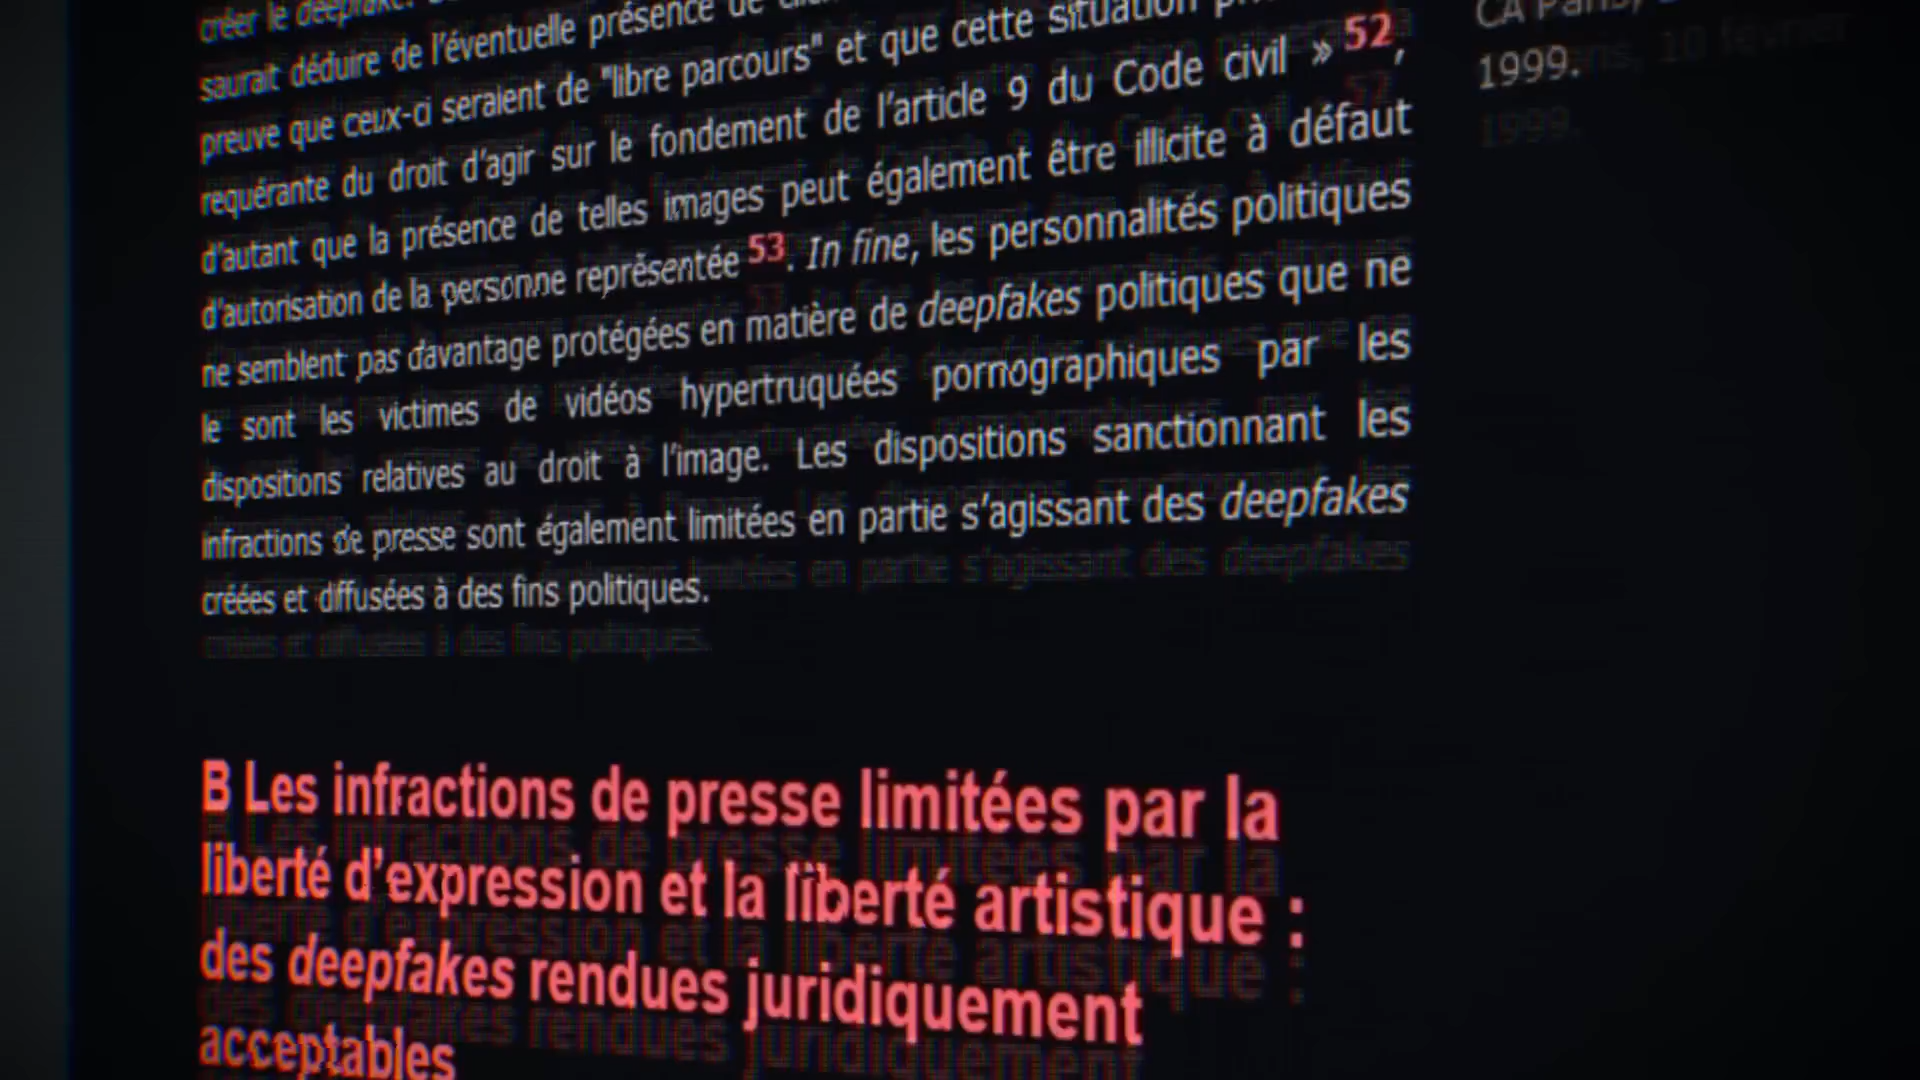 créer le deepfake.
saurait déduire de l'éventuelle présence de
preuve que ceux-ci seraient de "libre parcours" et que cette situation
requérante du droit d'agir sur le fondement de l'article 9 du Code civil » 52,
d'autant que la présence de telles images peut également être illicite à défaut
d'autorisation de la personne représentée 53. In fine, les personnalités politiques
ne semblent pas davantage protégées en matière de deepfakes politiques que ne
le sont les victimes de vidéos hypertruquées pornographiques par les
dispositions relatives au droit à l'image. Les dispositions sanctionnant les
infractions de presse sont également limitées en partie s'agissant des deepfakes
créées et diffusées à des fins politiques.
CA Paris,
1999.
B Les infractions de presse limitées par la
liberté d'expression et la liberté artistique :
des deepfakes rendues juridiquement
acceptables